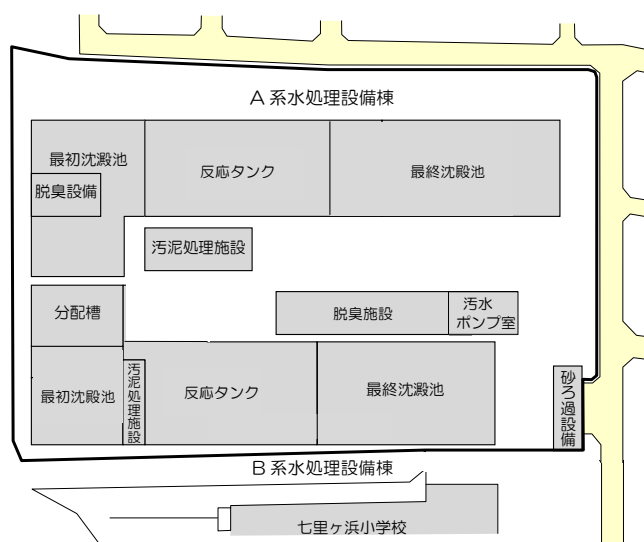 A系水処理設備棟
最初沈澱池
反応タンク
最終沈殿池
脱臭設備
汚泥処理施設
分配槽
脱臭施設
汚水
ポンプ室
最初沈殿池
汚泥処理施設
反応タンク
最終沈澱池
砂ろ過設備
B系水処理設備棟
七里ヶ浜小学校